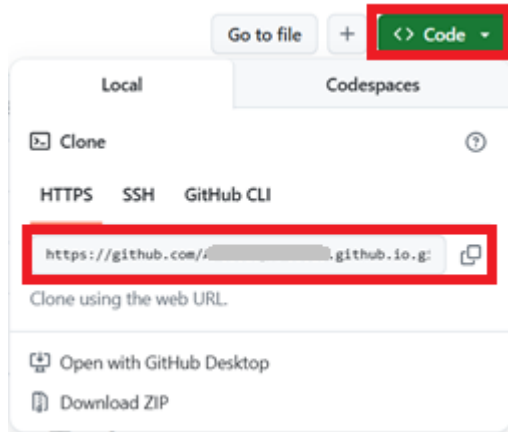 Go to file + <> Code
Local Codespaces
Clone
HTTPS SSH GitHub CLI
https://github.com/ .github.io.g
Clone using the web URL.
Open with GitHub Desktop
Download ZIP